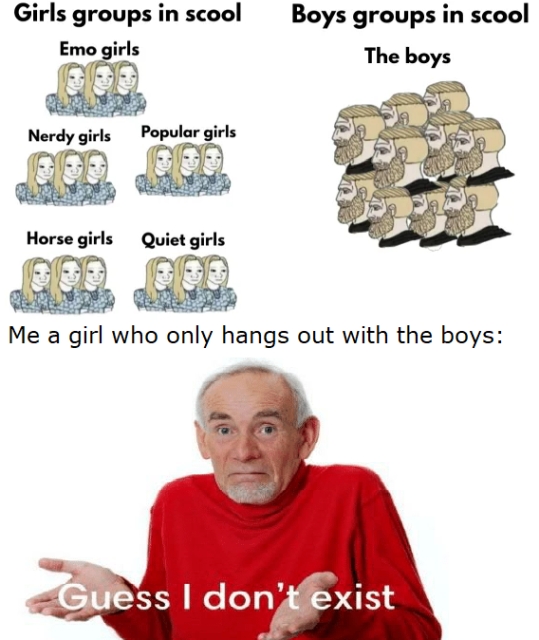 Girls groups in scool
Boys groups in scool
Emo girls
The boys
Nerdy girls
Popular girls
Horse girls
Quiet girls
Me a girl who only hangs out with the boys:
Guess I don't exist